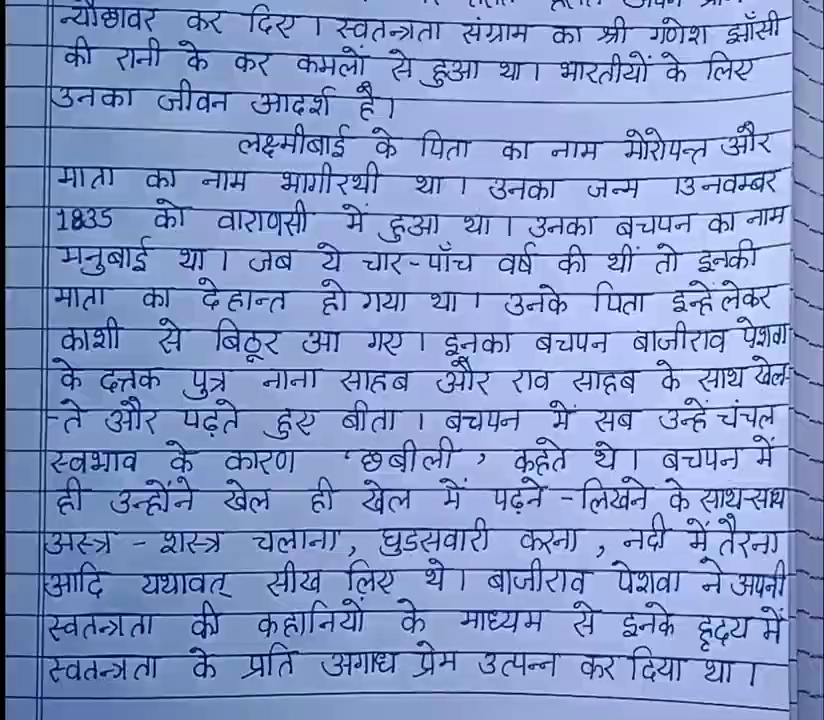 न्यौछावर कर दिए । स्वतन्त्रता संग्राम का श्री गणेश झाँसी
की रानी के कर कमलों से हुआ था। भारतीयों के लिए
उनका जीवन आदर्श है।
लक्ष्मीबाई के पिता का नाम मोरोपन्त और
माता का नाम भागीरथी था । उनका जन्म 13 नवम्बर
1835 को वाराणसी में हुआ था । उनका बचपन का नाम
मनुबाई था । जब ये चार-पाँच वर्ष की थीं तो इनकी
माता का देहान्त हो गया था । उनके पिता इन्हें लेकर
काशी से बिठूर आ गए । इनका बचपन बाजीराव पेशवा
के दत्तक पुत्र नाना साहब और राव साहब के साथ खेल-
-ते और पढ़ते हुए बीता । बचपन में सब उन्हें चंचल
स्वभाव के कारण 'छबीली' कहते थे । बचपन में
ही उन्होंने खेल ही खेल में पढ़ने-लिखने के साथ-साथ
अस्त्र-शस्त्र चलाना, घुडसवारी करना, नदी में तैरना
आदि यथावत् सीख लिए थे । बाजीराव पेशवा ने अपनी
स्वतन्त्रता की कहानियों के माध्यम से इनके हृदय में
स्वतन्त्रता के प्रति अगाध प्रेम उत्पन्न कर दिया था ।